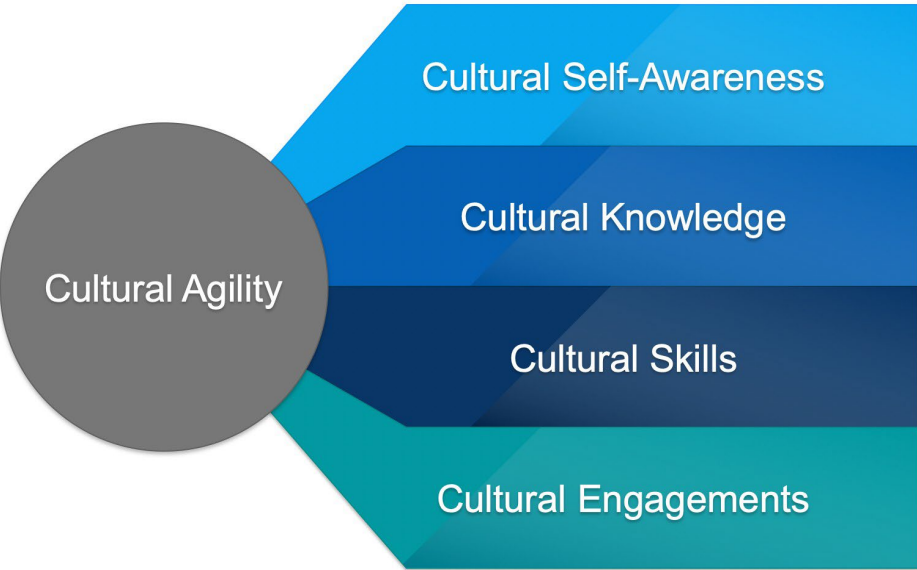 Cultural Self-Awareness
Cultural Knowledge
Cultural Agility
Cultural Skills
Cultural Engagements